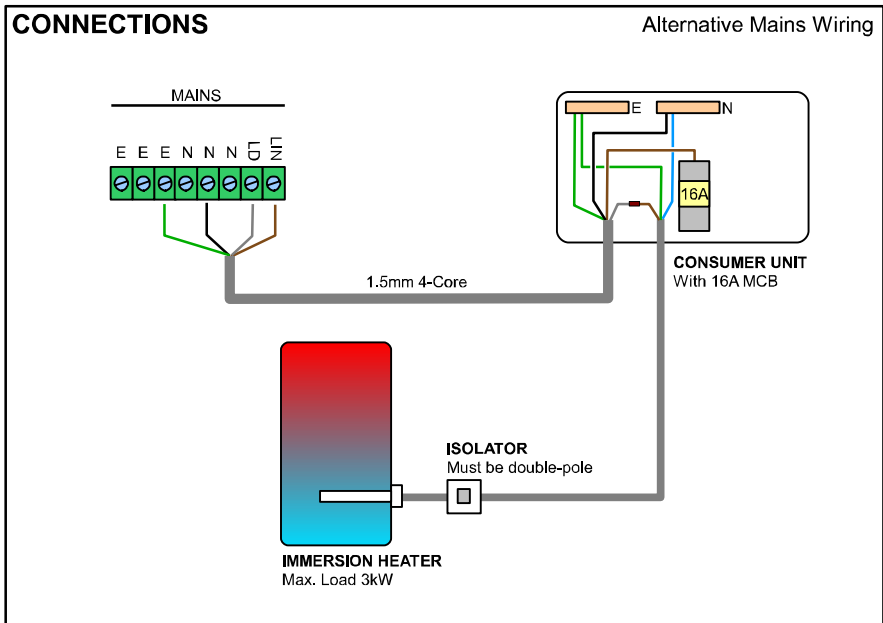 CONNECTIONS
Alternative Mains Wiring
MAINS
E E E N N N LD LIN
E
N
16A
CONSUMER UNIT
With 16A MCB
1.5mm 4-Core
ISOLATOR
Must be double-pole
IMMERSION HEATER
Max. Load 3kW